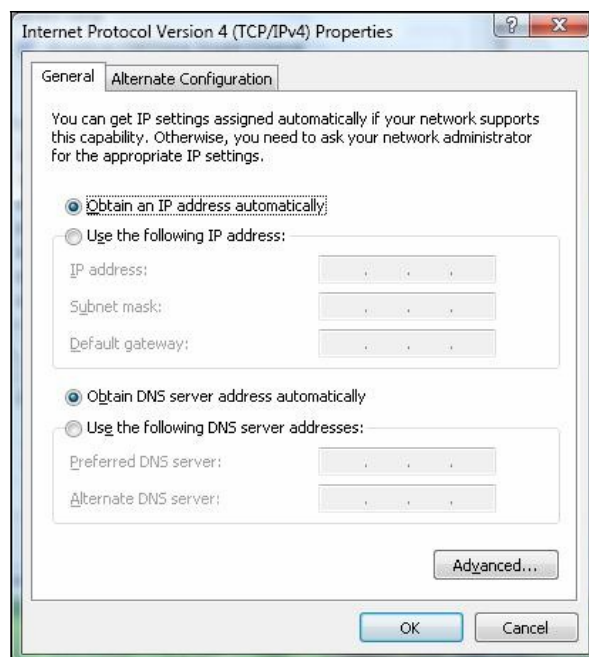 Internet Protocol Version 4 (TCP/IPv4) Properties
General
Alternate Configuration
You can get IP settings assigned automatically if your network supports
this capability. Otherwise, you need to ask your network administrator
for the appropriate IP settings.
Obtain an IP address automatically
Use the following IP address:
IP address:
Subnet mask:
Default gateway:
Obtain DNS server address automatically
Use the following DNS server addresses:
Preferred DNS server:
Alternate DNS server:
Advanced...
OK
Cancel